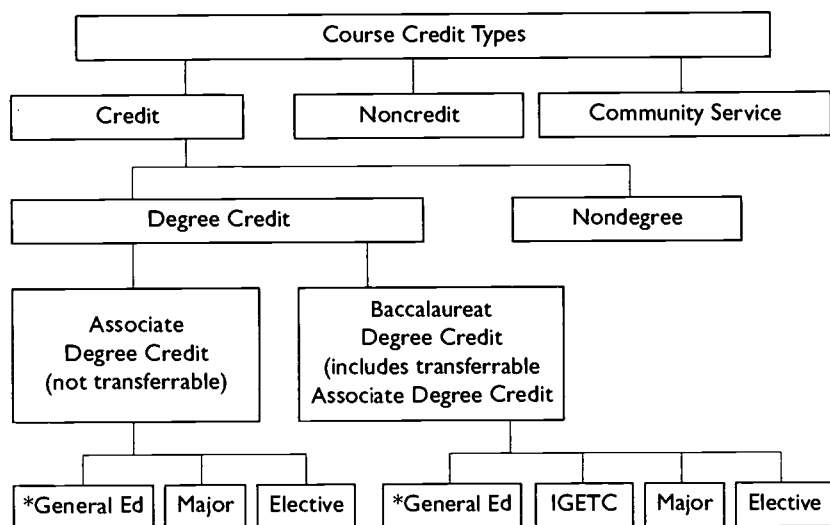 Course Credit Types
Credit
Noncredit
Community Service
Degree Credit
Nondegree
Associate
Degree Credit
(not transferrable)
Baccalaureat
Degree Credit
(includes transferrable
Associate Degree Credit
*General Ed
Major
Elective
*General Ed
IGETC
Major
Elective